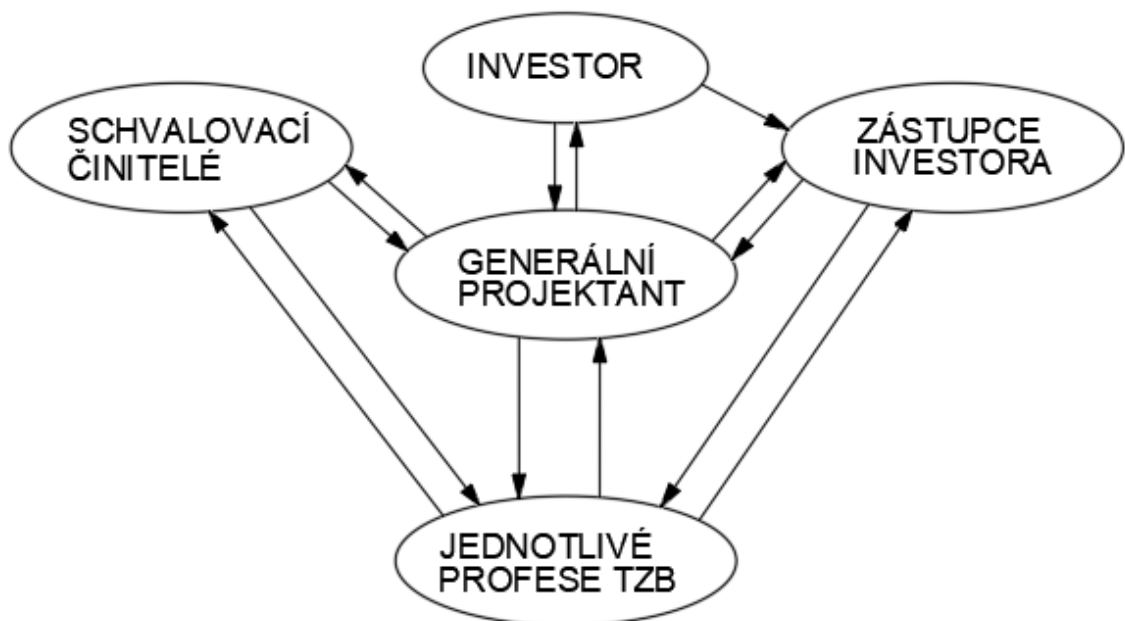 INVESTOR
SCHVALOVACÍ
ČINITELÉ
ZÁSTUPCE
INVESTORA
GENERÁLNÍ
PROJEKTANT
JEDNOTLIVÉ
PROFESE TZB